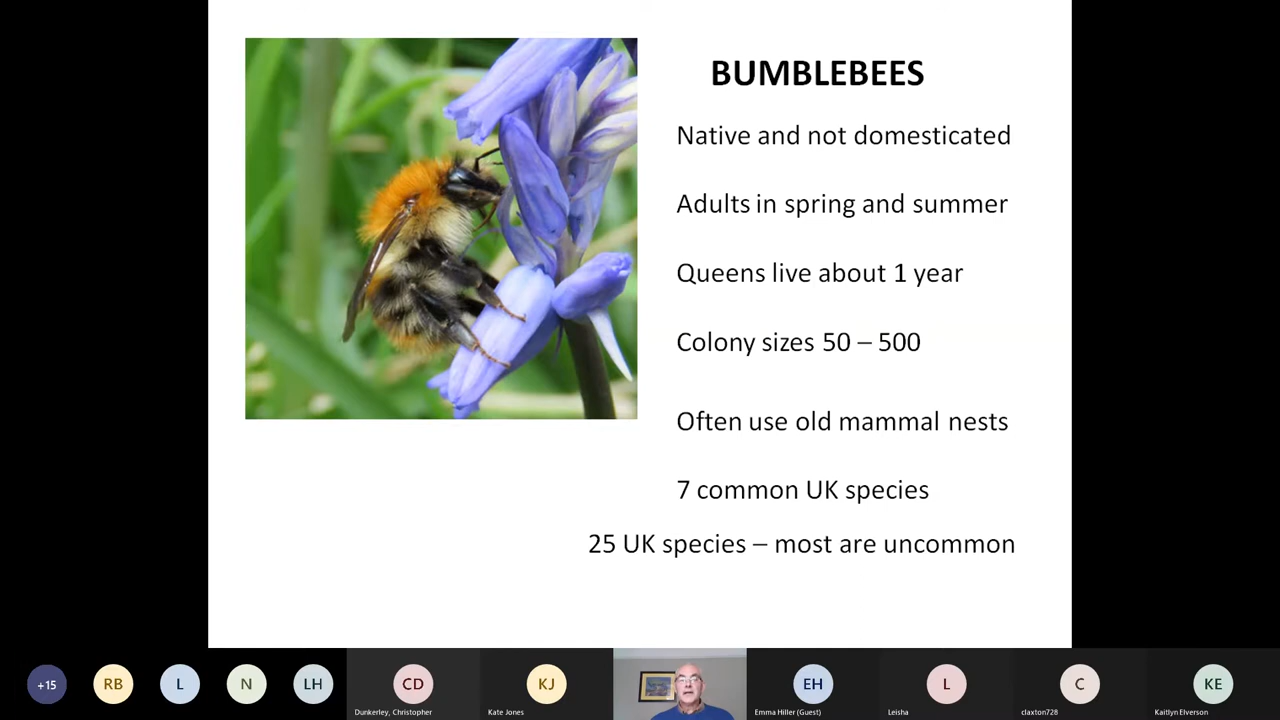 BUMBLEBEES
Native and not domesticated
Adults in spring and summer
Queens live about 1 year
Colony sizes 50 – 500
Often use old mammal nests
7 common UK species
25 UK species – most are uncommon
+15
RB
L
N
LH
CD
Dunkerley, Christopher
KJ
Kate Jones
EH
Emma Hiller (Guest)
L
Leisha
C
claxton728
KE
Kaitlyn Elverson